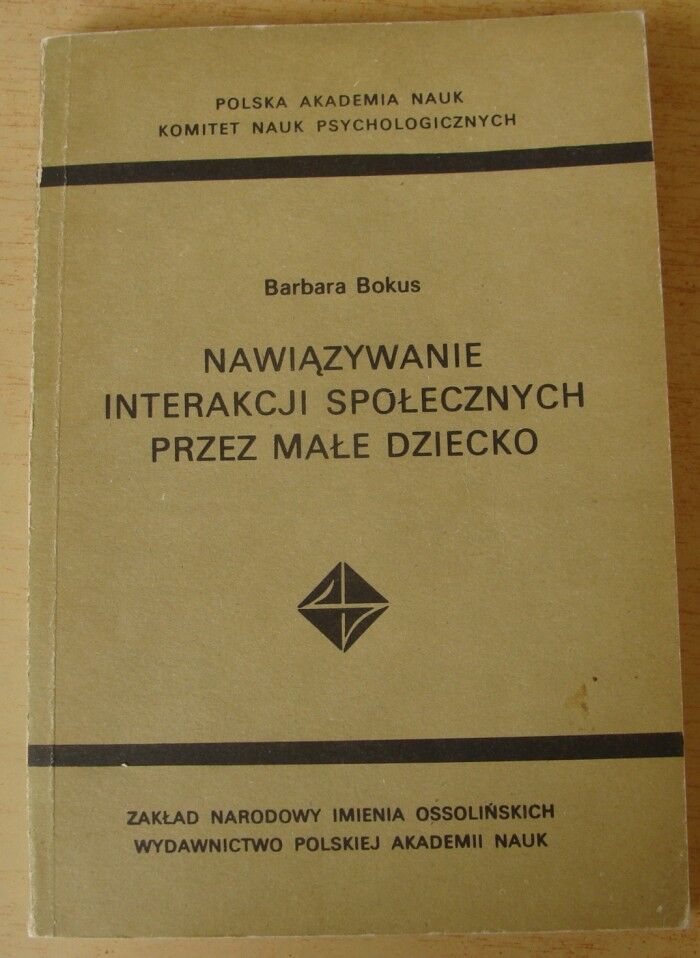 POLSKA AKADEMIA NAUK
KOMITET NAUK PSYCHOLOGICZNYCH
Barbara Bokus
NAWIĄZYWANIE
INTERAKCJI SPOŁECZNYCH
PRZEZ MAŁE DZIECKO
ZAKŁAD NARODOWY IMIENIA OSSOLIŃSKICH
WYDAWNICTWO POLSKIEJ AKADEMII NAUK